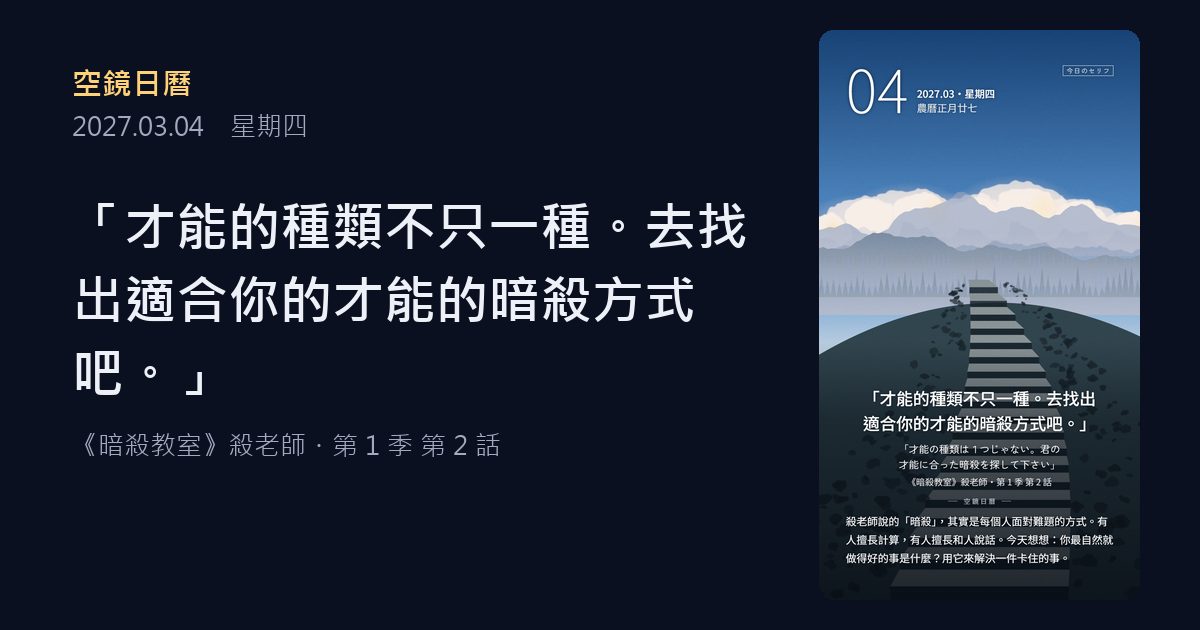 空鏡日曆
2027.03.04 星期四
「才能的種類不只一種。去找
出適合你的才能的暗殺方式
吧。」
《暗殺教室》殺老師・第 1 季 第 2 話
04
2027.03・星期四
農曆正月廿七
今日のセリフ
「才能的種類不只一種。去找出
適合你的才能的暗殺方式吧。」
「才能の種類は1つじゃない。君の
才能に合った暗殺を探して下さい」
《暗殺教室》殺老師・第1季 第2話
空鏡日曆
殺老師說的「暗殺」，其實是每個人面對難題的方式。有
人擅長計算，有人擅長和人說話。今天想想：你最自然就
做得好的事是什麼？用它來解決一件卡住的事。